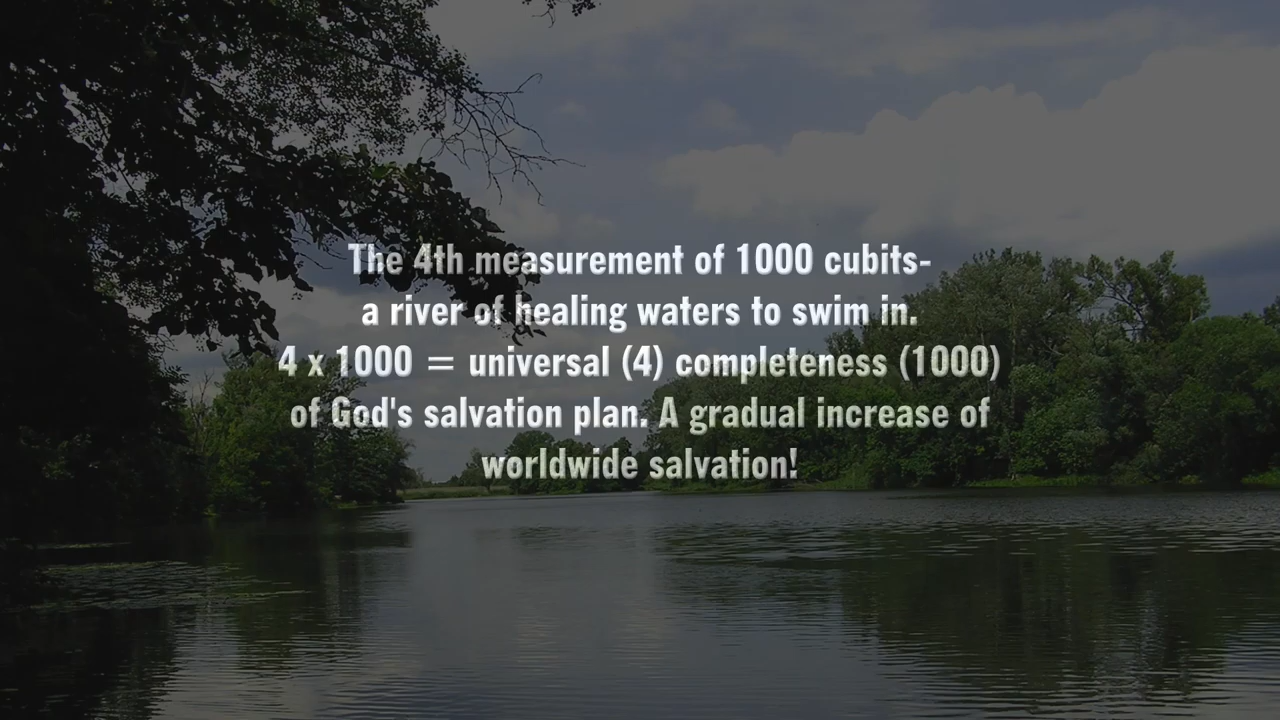 The 4th measurement of 1000 cubits-
a river of healing waters to swim in.
4 x 1000 = universal (4) completeness (1000)
of God's salvation plan. A gradual increase of
worldwide salvation!